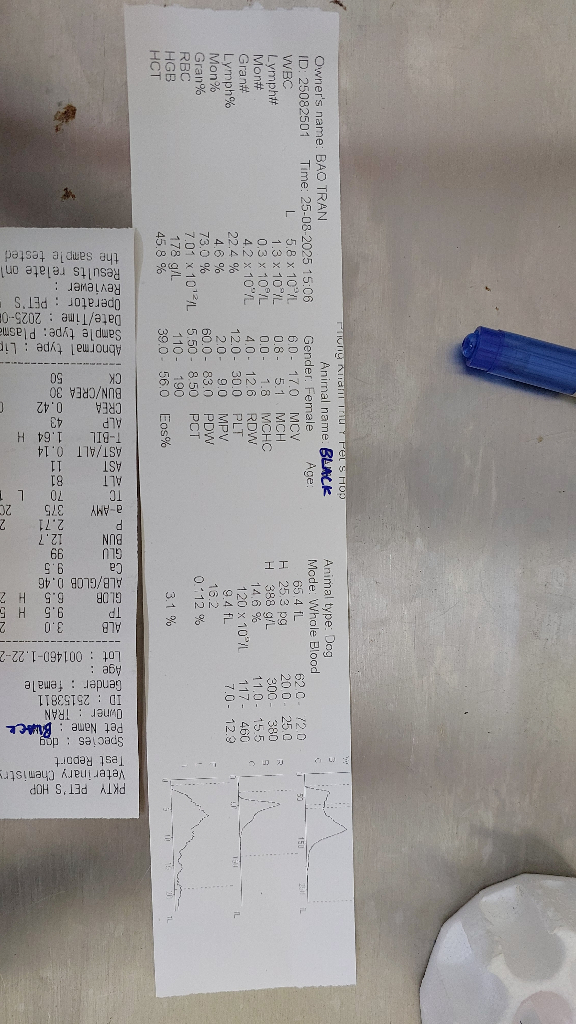 Phòng Khám Thú Y Pet's Hop
Owner's name: BAO TRAN Animal name: BLACK Animal type: Dog
ID: 25082501 Time: 25-08-2025 15:06 Gender: Female Age: Mode: Whole Blood
WBC L 5.8 x 10⁹/L 6.0 - 17.0 MCV 65.4 fL 62.0 - 72.0
Lymph# 1.3 x 10⁹/L 0.8 - 5.1 MCH H 25.3 pg 20.0 - 25.0
Mon# 0.3 x 10⁹/L 0.0 - 1.8 MCHC H 388 g/L 300 - 380
Gran# 4.2 x 10⁹/L 4.0 - 12.6 RDW 14.6 % 11.0 - 15.5
Lymph% 22.4 % 12.0 - 30.0 PLT 120 x 10⁹/L 117 - 460
Mon% 4.6 % 2.0 - 9.0 MPV 9.4 fL 7.0 - 12.9
Gran% 73.0 % 60.0 - 83.0 PDW 16.2
RBC 7.01 x 10¹²/L 5.50 - 8.50 PCT 0.112 %
HGB 178 g/L 110 - 190
HCT 45.8 % 39.0 - 56.0 Eos% 3.1 %
PKTY PET'S HOP
Veterinary Chemistry
Test Report
Species : dog
Pet Name : BLACK
Owner : TRAN
ID : 25153811
Gender : female
Age :
Lot : 001460-1.22-2
ALB 3.0
TP 9.5 H
GLOB 6.5 H
ALB/GLOB 0.46
Ca 9.5
GLU 99
BUN 12.7
P 2.71
a-AMY 375
TC 70 L
ALT 81
AST 11
AST/ALT 0.14
T-BIL 1.64 H
ALP 43
CREA 0.42
BUN/CREA 30
CK 50
Abnormal type : Lip
Sample type: Plasma
Date/Time : 2025-0
Operator : PET'S
Reviewer :
Results relate onl
the sample tested